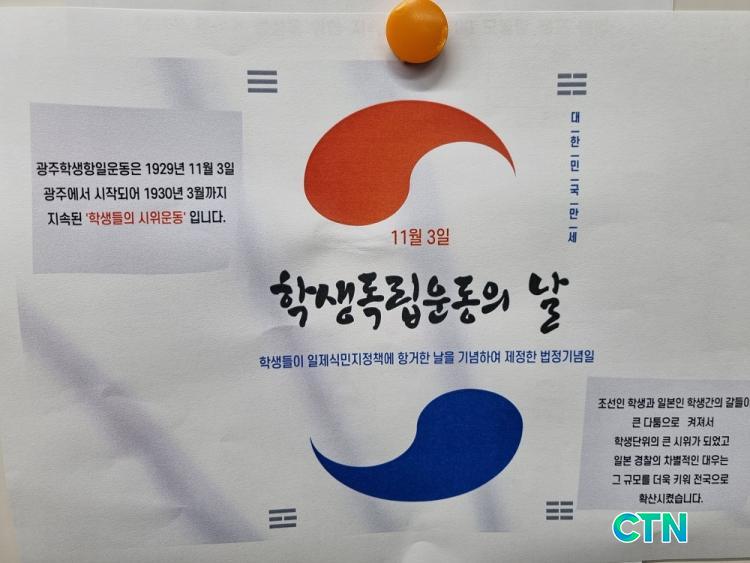 대한민국만세
광주학생항일운동은 1929년 11월 3일
광주에서 시작되어 1930년 3월까지
지속된 '학생들의 시위운동' 입니다.
11월 3일
학생독립운동의 날
학생들이 일제식민지정책에 항거한 날을 기념하여 제정한 법정기념일
조선인 학생과 일본인 학생간의 갈등이
큰 다툼으로 켜져서
학생단위의 큰 시위가 되었고
일본 경찰의 차별적인 대우는
그 규모를 더욱 키워 전국으로
확산시켰습니다.
CTN